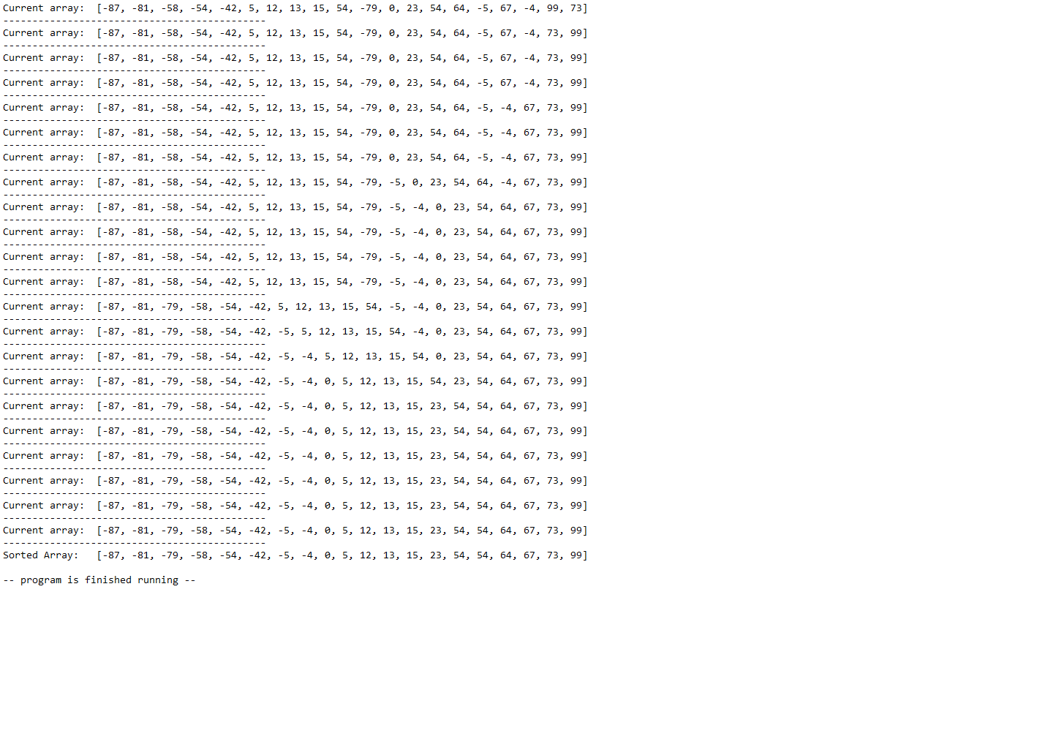 Current array:  [-87, -81, -58, -54, -42, 5, 12, 13, 15, 54, -79, 0, 23, 54, 64, -5, 67, -4, 99, 73]
---------------------------------------------
Current array:  [-87, -81, -58, -54, -42, 5, 12, 13, 15, 54, -79, 0, 23, 54, 64, -5, 67, -4, 73, 99]
---------------------------------------------
Current array:  [-87, -81, -58, -54, -42, 5, 12, 13, 15, 54, -79, 0, 23, 54, 64, -5, 67, -4, 73, 99]
---------------------------------------------
Current array:  [-87, -81, -58, -54, -42, 5, 12, 13, 15, 54, -79, 0, 23, 54, 64, -5, 67, -4, 73, 99]
---------------------------------------------
Current array:  [-87, -81, -58, -54, -42, 5, 12, 13, 15, 54, -79, 0, 23, 54, 64, -5, -4, 67, 73, 99]
---------------------------------------------
Current array:  [-87, -81, -58, -54, -42, 5, 12, 13, 15, 54, -79, 0, 23, 54, 64, -5, -4, 67, 73, 99]
---------------------------------------------
Current array:  [-87, -81, -58, -54, -42, 5, 12, 13, 15, 54, -79, 0, 23, 54, 64, -5, -4, 67, 73, 99]
---------------------------------------------
Current array:  [-87, -81, -58, -54, -42, 5, 12, 13, 15, 54, -79, -5, 0, 23, 54, 64, -4, 67, 73, 99]
---------------------------------------------
Current array:  [-87, -81, -58, -54, -42, 5, 12, 13, 15, 54, -79, -5, -4, 0, 23, 54, 64, 67, 73, 99]
---------------------------------------------
Current array:  [-87, -81, -58, -54, -42, 5, 12, 13, 15, 54, -79, -5, -4, 0, 23, 54, 64, 67, 73, 99]
---------------------------------------------
Current array:  [-87, -81, -58, -54, -42, 5, 12, 13, 15, 54, -79, -5, -4, 0, 23, 54, 64, 67, 73, 99]
---------------------------------------------
Current array:  [-87, -81, -58, -54, -42, 5, 12, 13, 15, 54, -79, -5, -4, 0, 23, 54, 64, 67, 73, 99]
---------------------------------------------
Current array:  [-87, -81, -79, -58, -54, -42, 5, 12, 13, 15, 54, -5, -4, 0, 23, 54, 64, 67, 73, 99]
---------------------------------------------
Current array:  [-87, -81, -79, -58, -54, -42, -5, 5, 12, 13, 15, 54, -4, 0, 23, 54, 64, 67, 73, 99]
---------------------------------------------
Current array:  [-87, -81, -79, -58, -54, -42, -5, -4, 5, 12, 13, 15, 54, 0, 23, 54, 64, 67, 73, 99]
---------------------------------------------
Current array:  [-87, -81, -79, -58, -54, -42, -5, -4, 0, 5, 12, 13, 15, 54, 23, 54, 64, 67, 73, 99]
---------------------------------------------
Current array:  [-87, -81, -79, -58, -54, -42, -5, -4, 0, 5, 12, 13, 15, 23, 54, 54, 64, 67, 73, 99]
---------------------------------------------
Current array:  [-87, -81, -79, -58, -54, -42, -5, -4, 0, 5, 12, 13, 15, 23, 54, 54, 64, 67, 73, 99]
---------------------------------------------
Current array:  [-87, -81, -79, -58, -54, -42, -5, -4, 0, 5, 12, 13, 15, 23, 54, 54, 64, 67, 73, 99]
---------------------------------------------
Current array:  [-87, -81, -79, -58, -54, -42, -5, -4, 0, 5, 12, 13, 15, 23, 54, 54, 64, 67, 73, 99]
---------------------------------------------
Current array:  [-87, -81, -79, -58, -54, -42, -5, -4, 0, 5, 12, 13, 15, 23, 54, 54, 64, 67, 73, 99]
---------------------------------------------
Current array:  [-87, -81, -79, -58, -54, -42, -5, -4, 0, 5, 12, 13, 15, 23, 54, 54, 64, 67, 73, 99]
---------------------------------------------
Sorted Array:   [-87, -81, -79, -58, -54, -42, -5, -4, 0, 5, 12, 13, 15, 23, 54, 54, 64, 67, 73, 99]
-- program is finished running --